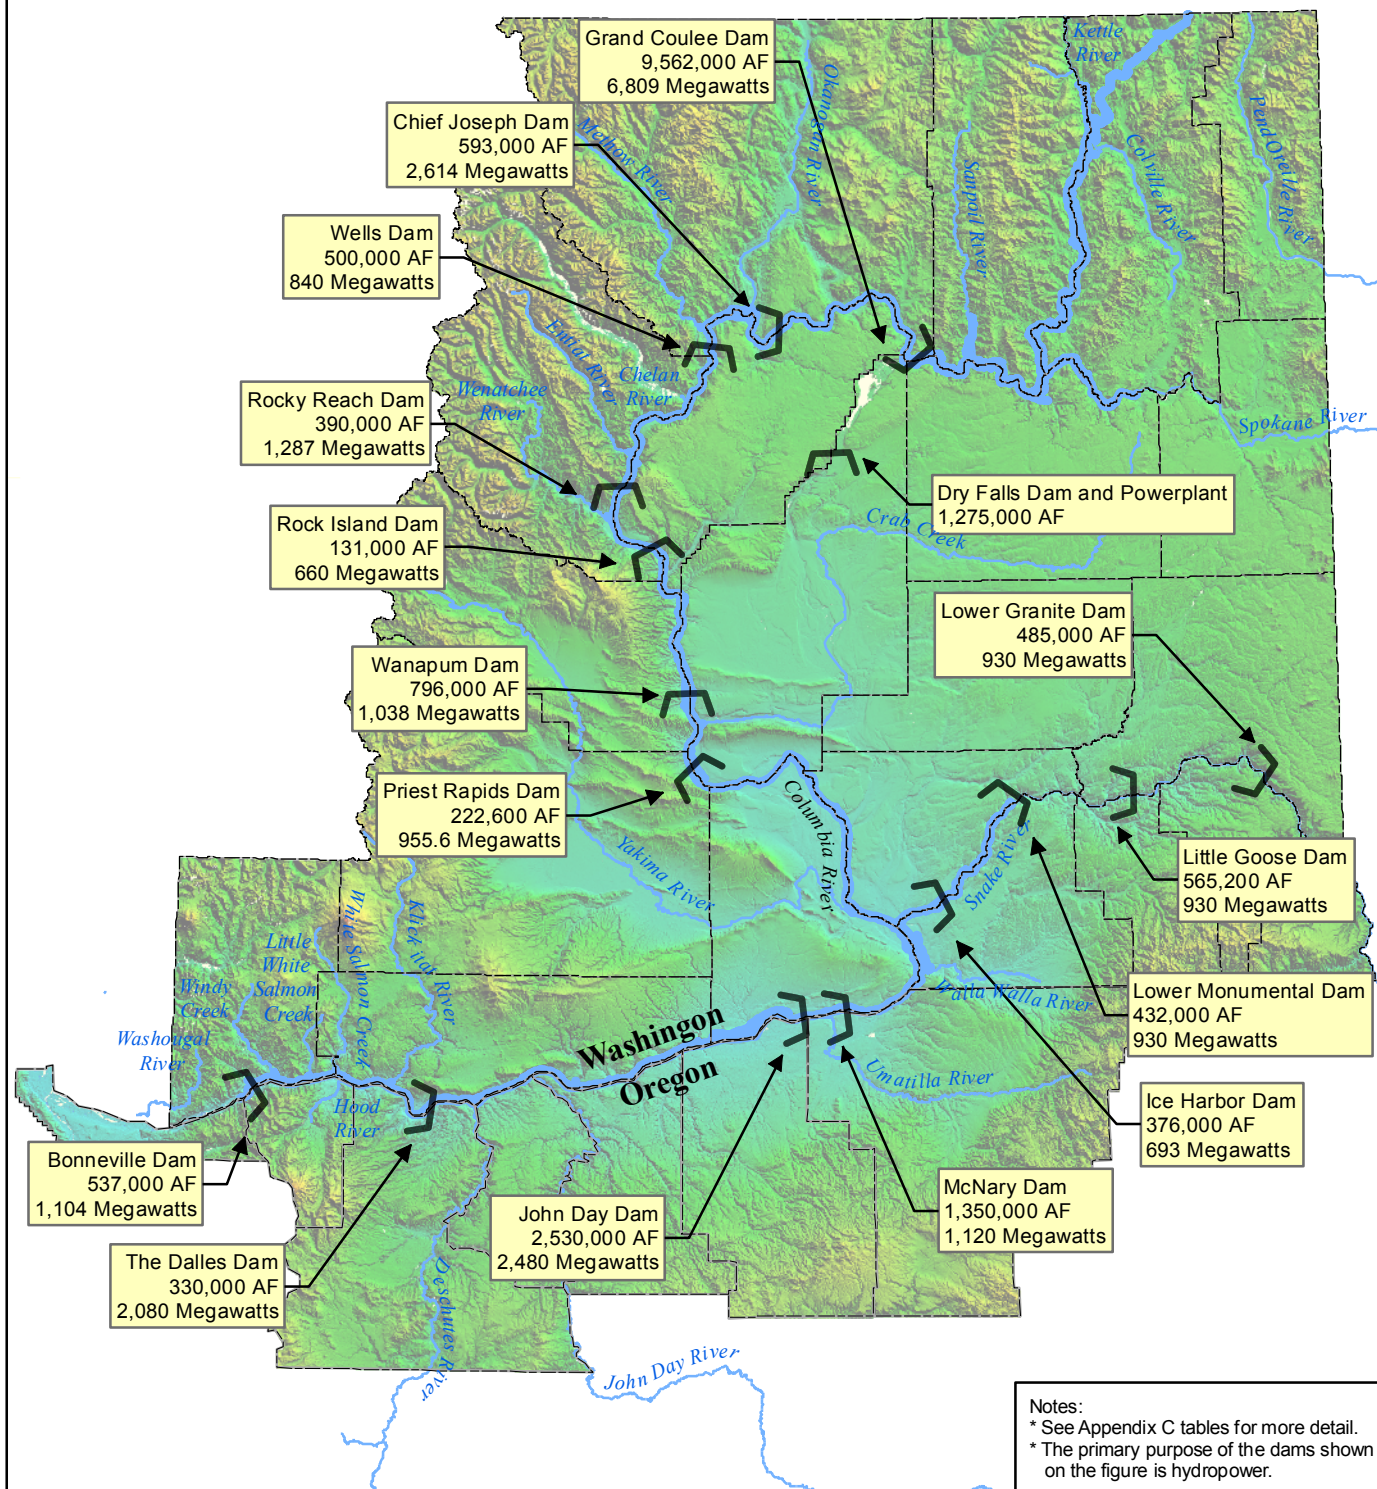 Grand Coulee Dam
9,562,000 AF
6,809 Megawatts
Kettle
River
Okanogan River
Pend Oreille River
Chief Joseph Dam
593,000 AF
2,614 Megawatts
Methow River
Colville River
Sanpoil River
Wells Dam
500,000 AF
840 Megawatts
Entiat River
Chelan
River
Wenatchee
River
Rocky Reach Dam
390,000 AF
1,287 Megawatts
Spokane River
Dry Falls Dam and Powerplant
1,275,000 AF
Crab Creek
Rock Island Dam
131,000 AF
660 Megawatts
Lower Granite Dam
485,000 AF
930 Megawatts
Wanapum Dam
796,000 AF
1,038 Megawatts
Priest Rapids Dam
222,600 AF
955.6 Megawatts
Columbia River
Yakima River
Snake River
Little Goose Dam
565,200 AF
930 Megawatts
Klickitat River
White Salmon Creek
Little
White
Salmon
Creek
Windy
Creek
Washougal
River
Walla Walla River
Lower Monumental Dam
432,000 AF
930 Megawatts
Washingon
Oregon
Umatilla River
Hood
River
Ice Harbor Dam
376,000 AF
693 Megawatts
Bonneville Dam
537,000 AF
1,104 Megawatts
McNary Dam
1,350,000 AF
1,120 Megawatts
John Day Dam
2,530,000 AF
2,480 Megawatts
The Dalles Dam
330,000 AF
2,080 Megawatts
Deschutes River
John Day River
Notes:
* See Appendix C tables for more detail.
* The primary purpose of the dams shown
on the figure is hydropower.